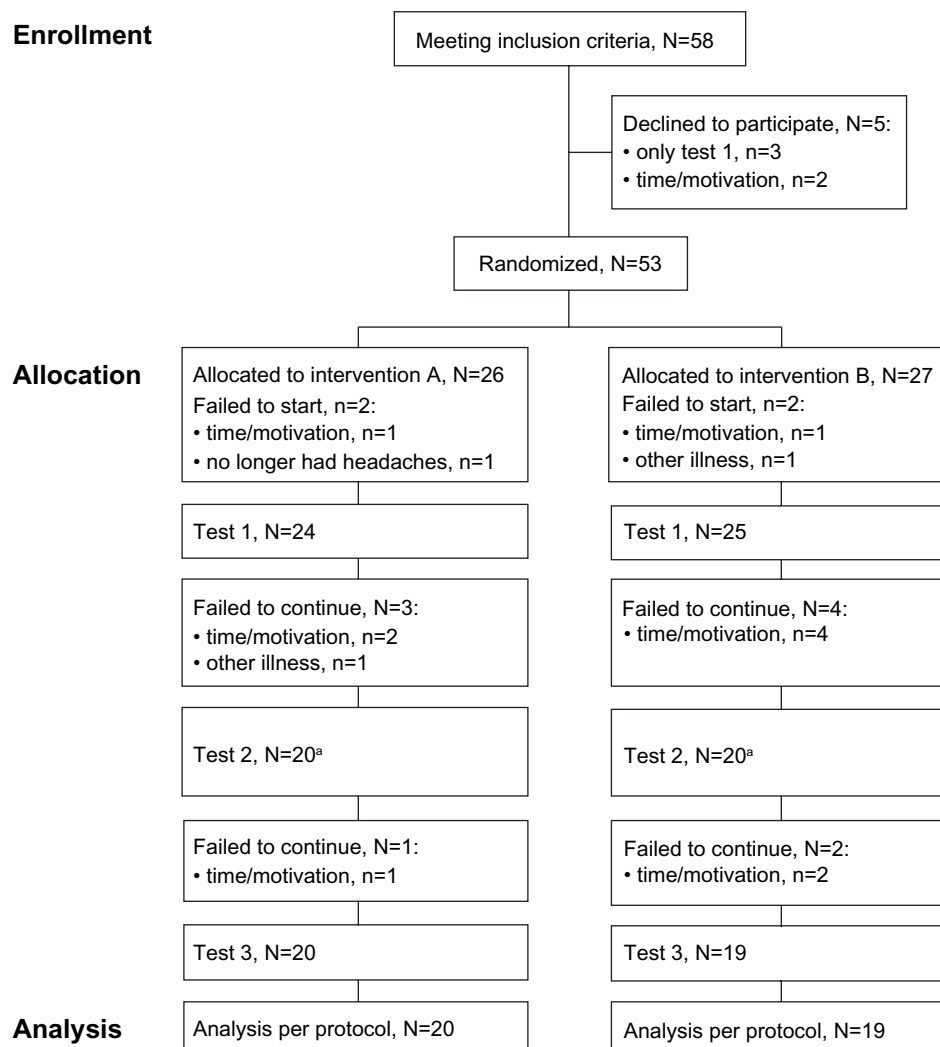 Enrollment
Meeting inclusion criteria, N=58
Declined to participate, N=5:
• only test 1, n=3
• time/motivation, n=2
Randomized, N=53
Allocation
Allocated to intervention A, N=26
Failed to start, n=2:
• time/motivation, n=1
• no longer had headaches, n=1
Allocated to intervention B, N=27
Failed to start, n=2:
• time/motivation, n=1
• other illness, n=1
Test 1, N=24
Test 1, N=25
Failed to continue, N=3:
• time/motivation, n=2
• other illness, n=1
Failed to continue, N=4:
• time/motivation, n=4
Test 2, N=20ᵃ
Test 2, N=20ᵃ
Failed to continue, N=1:
• time/motivation, n=1
Failed to continue, N=2:
• time/motivation, n=2
Test 3, N=20
Test 3, N=19
Analysis
Analysis per protocol, N=20
Analysis per protocol, N=19